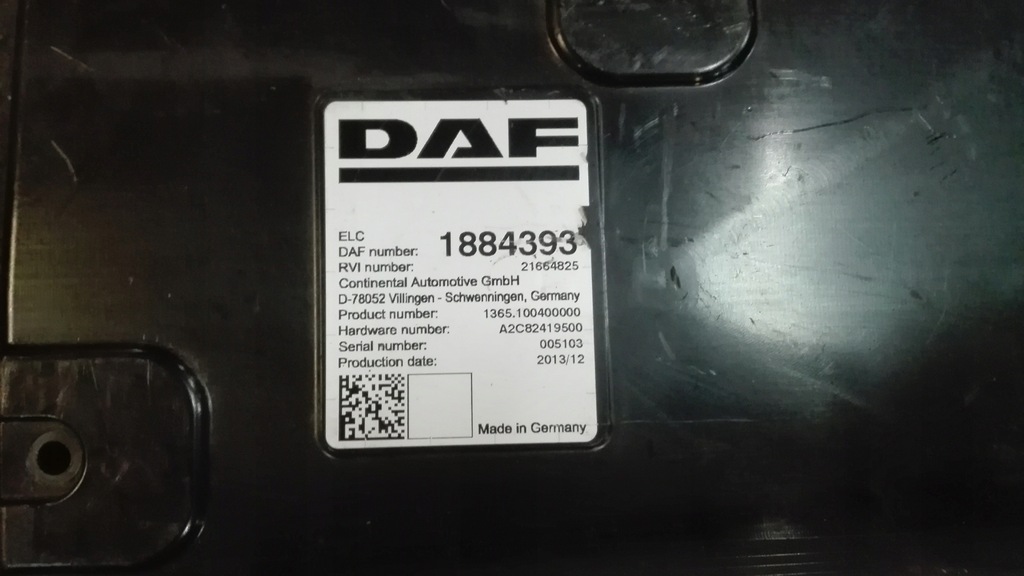 DAF
ELC
DAF number: 1884393
RVI number: 21664825
Continental Automotive GmbH
D-78052 Villingen - Schwenningen, Germany
Product number: 1365.100400000
Hardware number: A2C82419500
Serial number: 005103
Production date: 2013/12
Made in Germany